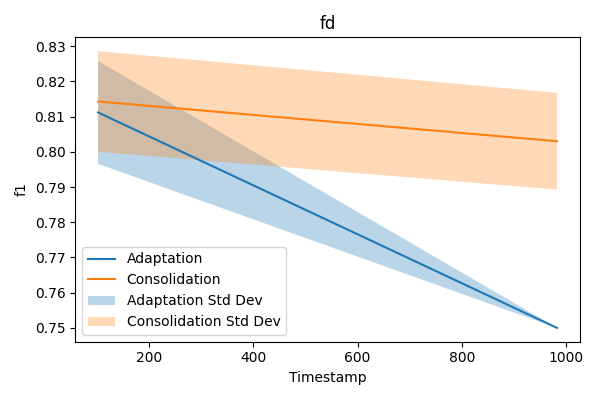 fd
0.83
0.82
0.81
0.80
0.79
0.78
0.77
0.76
0.75
f1
Adaptation
Consolidation
Adaptation Std Dev
Consolidation Std Dev
200 400 600 800 1000
Timestamp